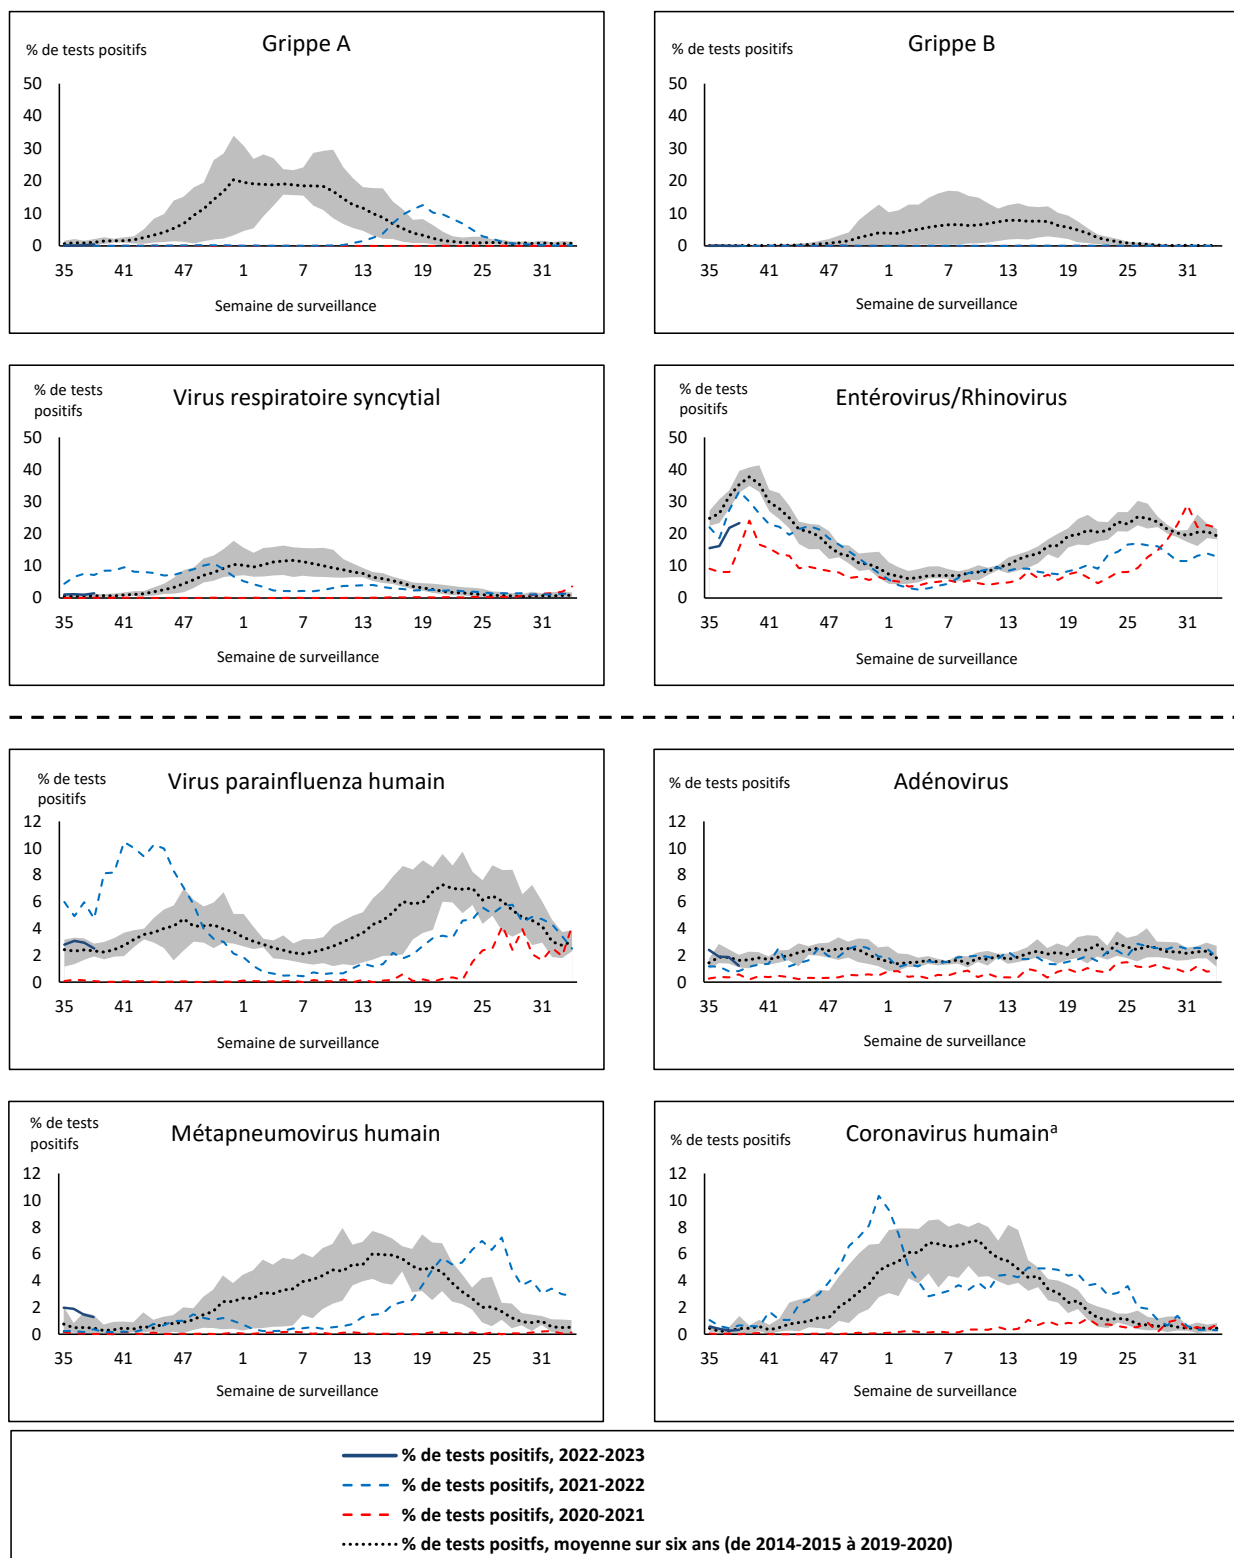 Grippe A
% de tests positifs
50
40
30
20
10
0
35 41 47 1 7 13 19 25 31
Semaine de surveillance
Grippe B
% de tests positifs
50
40
30
20
10
0
35 41 47 1 7 13 19 25 31
Semaine de surveillance
Virus respiratoire syncytial
% de tests
positifs
50
40
30
20
10
0
35 41 47 1 7 13 19 25 31
Semaine de surveillance
Entérovirus/Rhinovirus
% de tests
positifs
50
40
30
20
10
0
35 41 47 1 7 13 19 25 31
Semaine de surveillance
Virus parainfluenza humain
% de tests
positifs
12
10
8
6
4
2
0
35 41 47 1 7 13 19 25 31
Semaine de surveillance
Adénovirus
% de tests positifs
12
10
8
6
4
2
0
35 41 47 1 7 13 19 25 31
Semaine de surveillance
Métapneumovirus humain
% de tests
positifs
12
10
8
6
4
2
0
35 41 47 1 7 13 19 25 31
Semaine de surveillance
Coronavirus humainᵃ
% de tests positifs
12
10
8
6
4
2
0
35 41 47 1 7 13 19 25 31
Semaine de surveillance
% de tests positifs, 2022-2023
% de tests positifs, 2021-2022
% de tests positifs, 2020-2021
% de tests positfs, moyenne sur six ans (de 2014-2015 à 2019-2020)